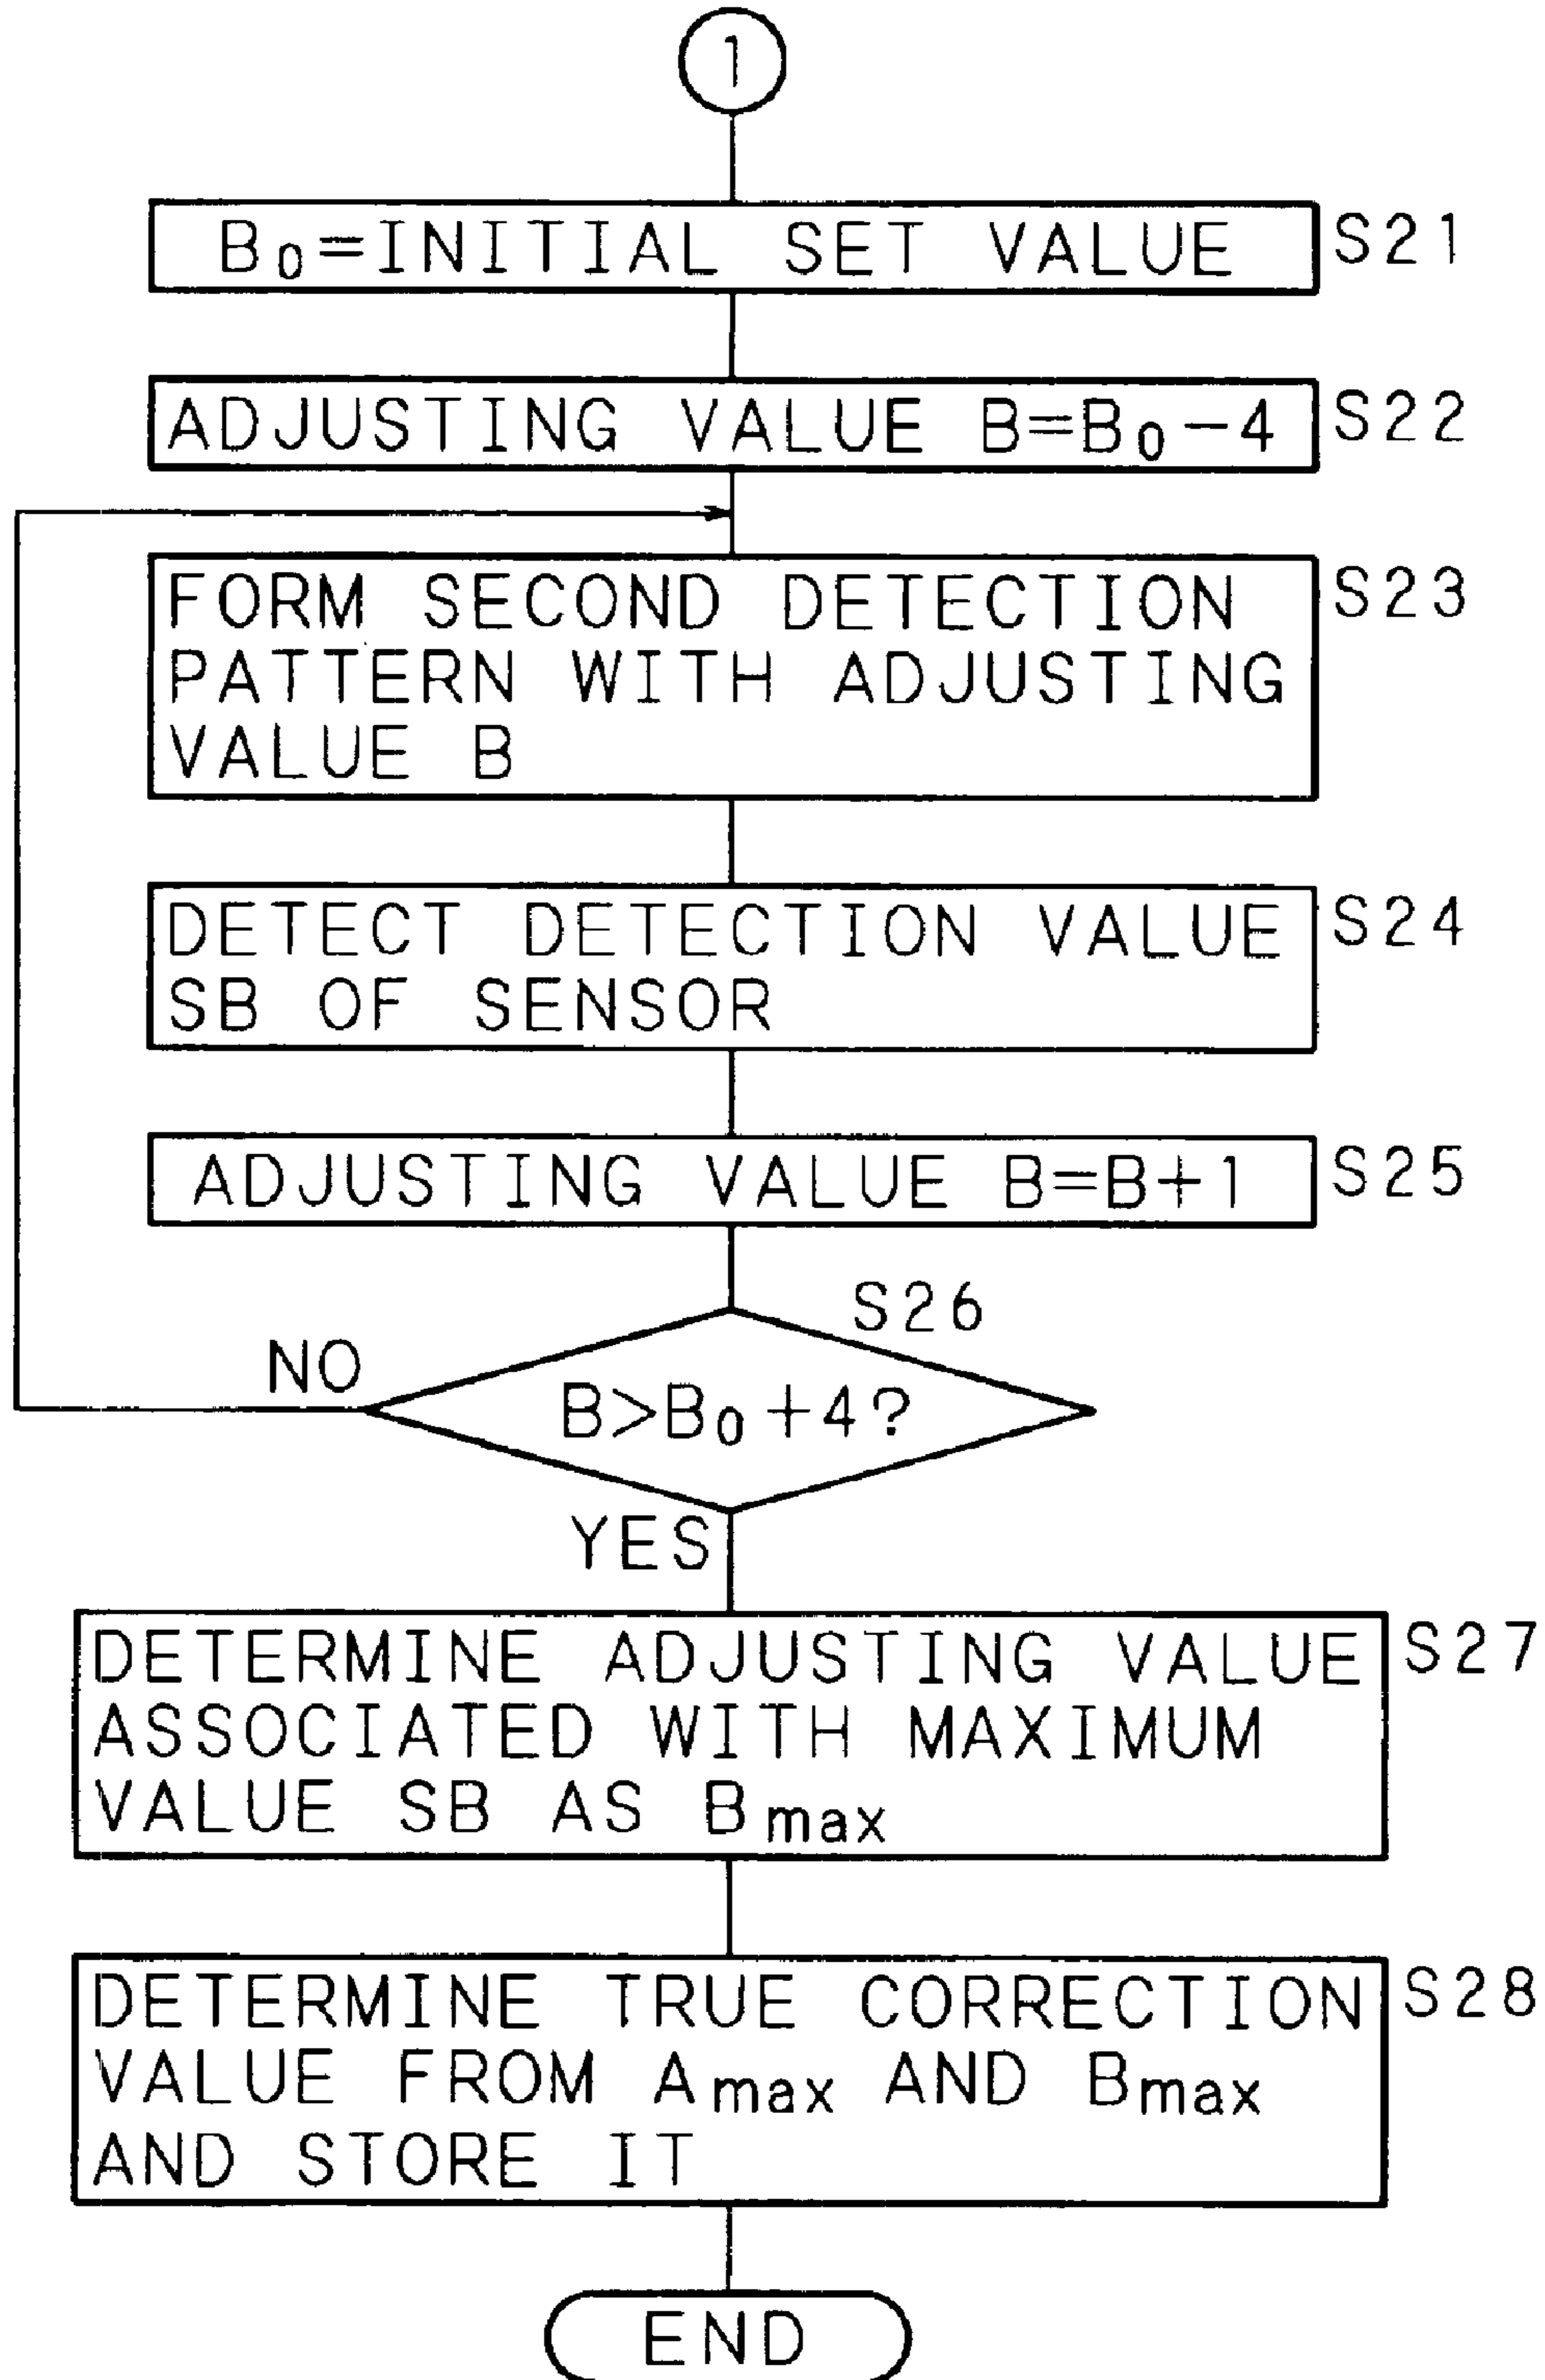 1
B₀=INITIAL SET VALUE S21
ADJUSTING VALUE B=B₀-4 S22
FORM SECOND DETECTION S23
PATTERN WITH ADJUSTING
VALUE B
DETECT DETECTION VALUE S24
SB OF SENSOR
ADJUSTING VALUE B=B+1 S25
S26
NO
B>B₀+4?
YES
DETERMINE ADJUSTING VALUE S27
ASSOCIATED WITH MAXIMUM
VALUE SB AS Bmax
DETERMINE TRUE CORRECTION S28
VALUE FROM Amax AND Bmax
AND STORE IT
END